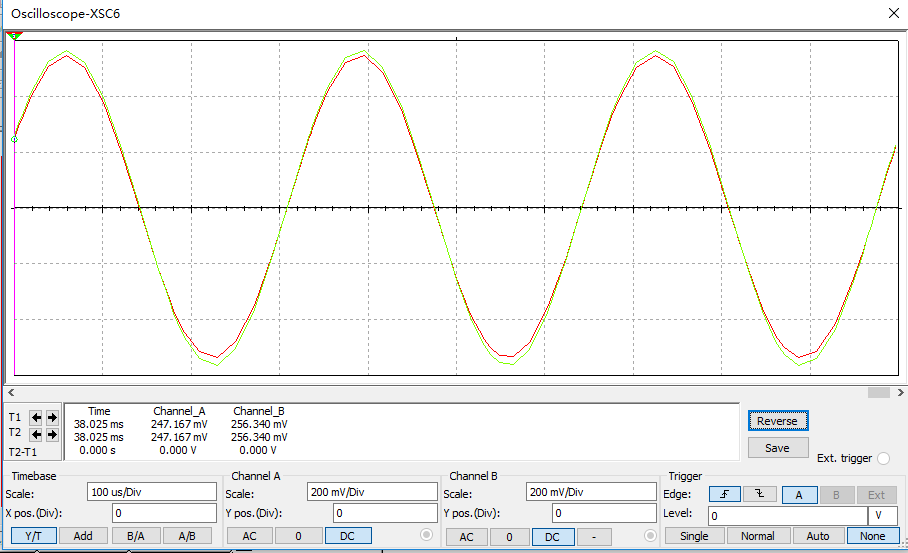 Oscilloscope-XSC6
Time Channel_A Channel_B
T1 38.025 ms 247.167 mV 256.340 mV
T2 38.025 ms 247.167 mV 256.340 mV
T2-T1 0.000 s 0.000 V 0.000 V
Reverse
Save
Ext. trigger
Timebase
Scale: 100 us/Div
X pos.(Div): 0
Y/T Add B/A A/B
Channel A
Scale: 200 mV/Div
Y pos.(Div): 0
AC 0 DC
Channel B
Scale: 200 mV/Div
Y pos.(Div): 0
AC 0 DC -
Trigger
Edge: A B Ext
Level: 0 V
Single Normal Auto None